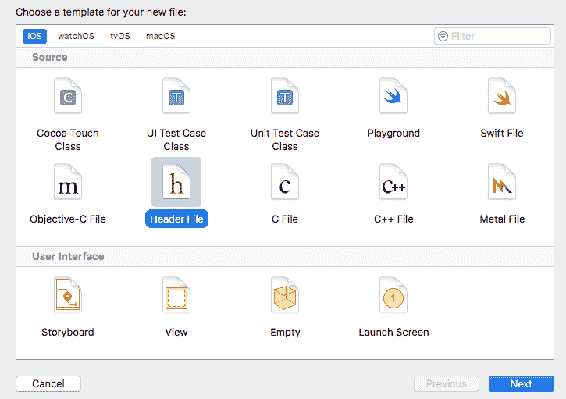 Choose a template for your new file:
iOS watchOS tvOS macOS Filter
Source
C T T
Cocoa Touch Class
UI Test Case Class
Unit Test Case Class
Playground
Swift File
m h c C++
Objective-C File
Header File
C File
C++ File
Metal File
User Interface
1
Storyboard
View
Empty
Launch Screen
Cancel Previous Next